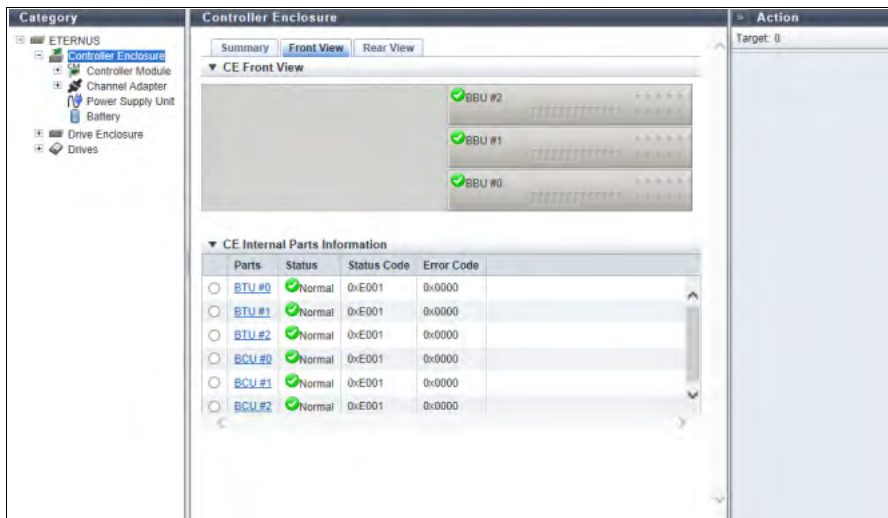 Category
ETERNUS
Controller Enclosure
Controller Module
Channel Adapter
Power Supply Unit
Battery
Drive Enclosure
Drives
Controller Enclosure
Summary Front View Rear View
▼ CE Front View
BBU #2
BBU #1
BBU #0
▼ CE Internal Parts Information
Parts Status Status Code Error Code
BTU #0 Normal 0xE001 0x0000
BTU #1 Normal 0xE001 0x0000
BTU #2 Normal 0xE001 0x0000
BCU #0 Normal 0xE001 0x0000
BCU #1 Normal 0xE001 0x0000
BCU #2 Normal 0xE001 0x0000
» Action
Target: 0